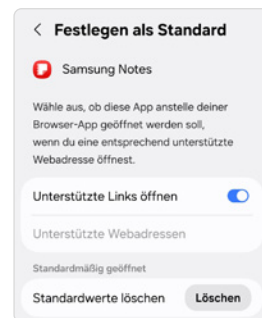 Festlegen als Standard
Samsung Notes
Wähle aus, ob diese App anstelle deiner
Browser-App geöffnet werden soll,
wenn du eine entsprechend unterstützte
Webadresse öffnest.
Unterstützte Links öffnen
Unterstützte Webadressen
Standardmäßig geöffnet
Standardwerte löschen Löschen